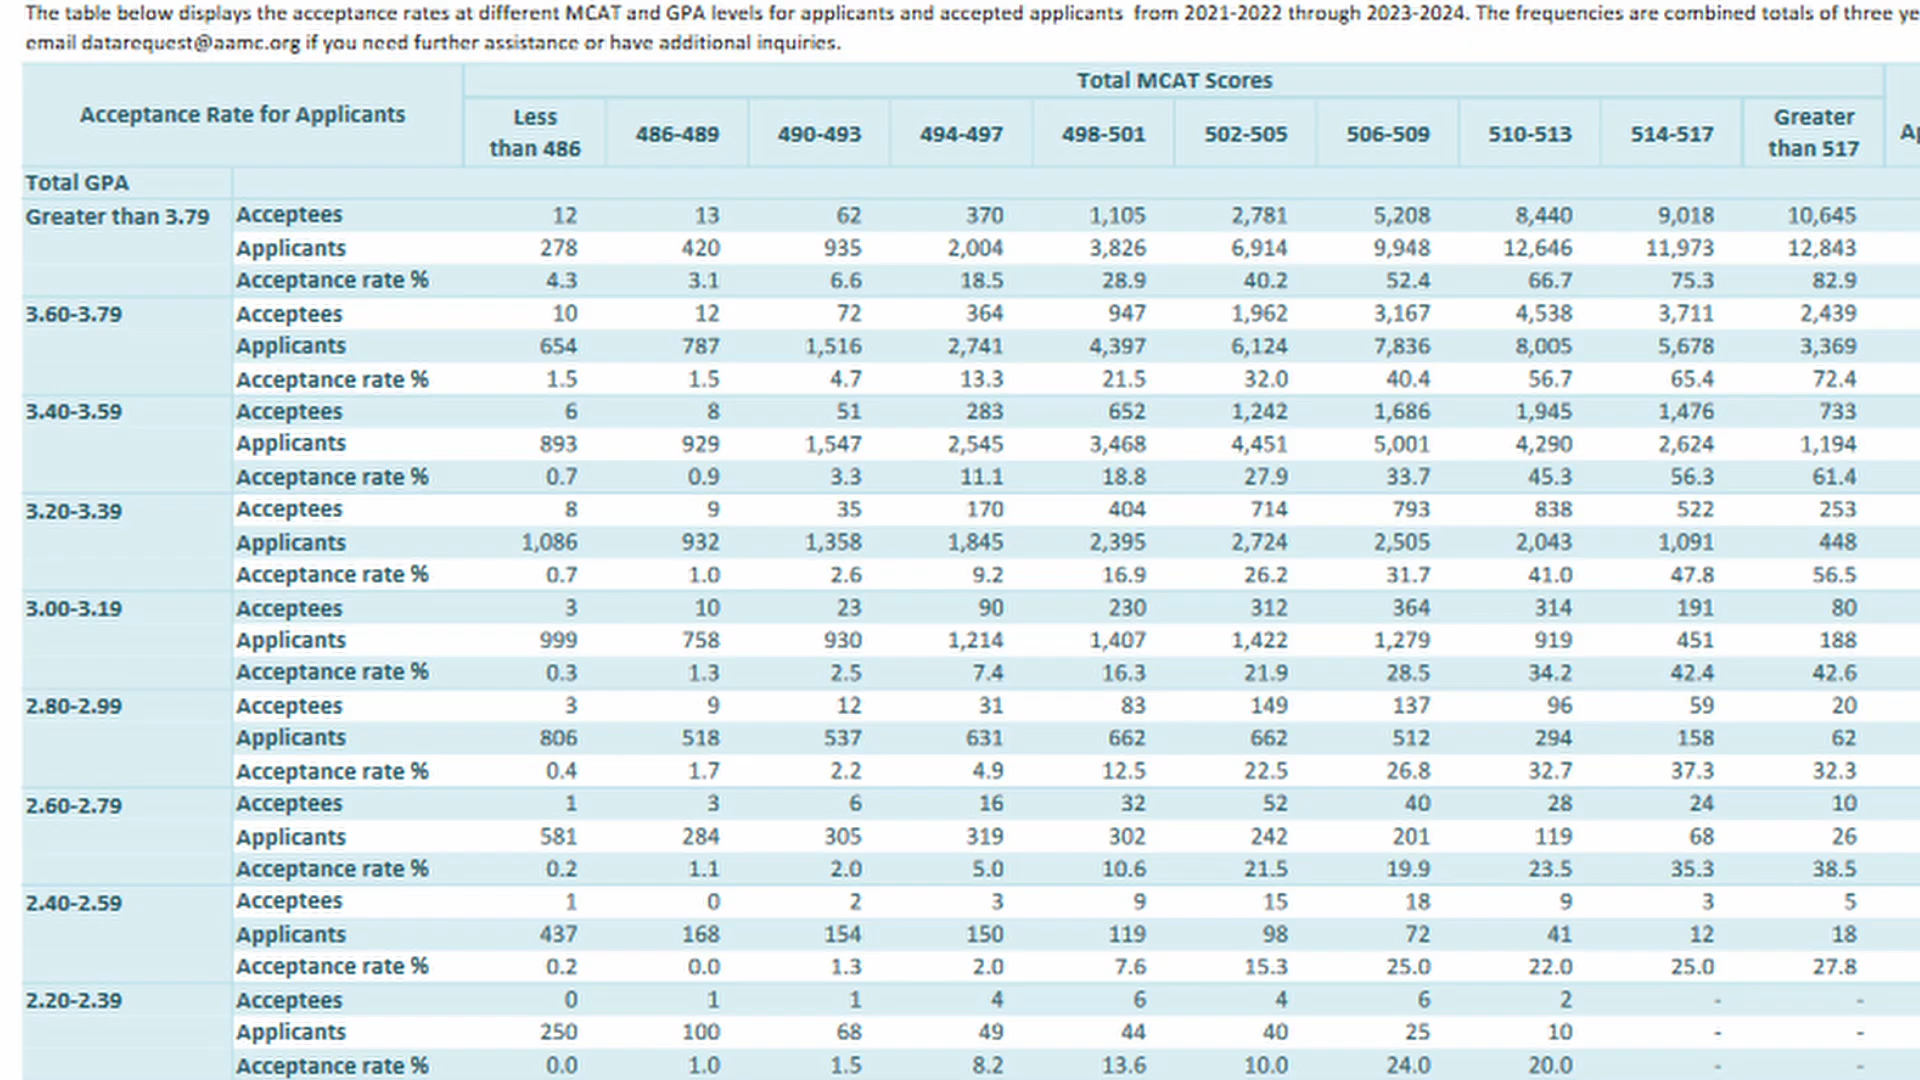 The table below displays the acceptance rates at different MCAT and GPA levels for applicants and accepted applicants from 2021-2022 through 2023-2024. The frequencies are combined totals of three ye
email datarequest@aamc.org if you need further assistance or have additional inquiries.
Acceptance Rate for Applicants
Total MCAT Scores
Less than 486 486-489 490-493 494-497 498-501 502-505 506-509 510-513 514-517 Greater than 517
Total GPA
Greater than 3.79 Acceptees 12 13 62 370 1,105 2,781 5,208 8,440 9,018 10,645
Applicants 278 420 935 2,004 3,826 6,914 9,948 12,646 11,973 12,843
Acceptance rate % 4.3 3.1 6.6 18.5 28.9 40.2 52.4 66.7 75.3 82.9
3.60-3.79 Acceptees 10 12 72 364 947 1,962 3,167 4,538 3,711 2,439
Applicants 654 787 1,516 2,741 4,397 6,124 7,836 8,005 5,678 3,369
Acceptance rate % 1.5 1.5 4.7 13.3 21.5 32.0 40.4 56.7 65.4 72.4
3.40-3.59 Acceptees 6 8 51 283 652 1,242 1,686 1,945 1,476 733
Applicants 893 929 1,547 2,545 3,468 4,451 5,001 4,290 2,624 1,194
Acceptance rate % 0.7 0.9 3.3 11.1 18.8 27.9 33.7 45.3 56.3 61.4
3.20-3.39 Acceptees 8 9 35 170 404 714 793 838 522 253
Applicants 1,086 932 1,358 1,845 2,395 2,724 2,505 2,043 1,091 448
Acceptance rate % 0.7 1.0 2.6 9.2 16.9 26.2 31.7 41.0 47.8 56.5
3.00-3.19 Acceptees 3 10 23 90 230 312 364 314 191 80
Applicants 999 758 930 1,214 1,407 1,422 1,279 919 451 188
Acceptance rate % 0.3 1.3 2.5 7.4 16.3 21.9 28.5 34.2 42.4 42.6
2.80-2.99 Acceptees 3 9 12 31 83 149 137 96 59 20
Applicants 806 518 537 631 662 662 512 294 158 62
Acceptance rate % 0.4 1.7 2.2 4.9 12.5 22.5 26.8 32.7 37.3 32.3
2.60-2.79 Acceptees 1 3 6 16 32 52 40 28 24 10
Applicants 581 284 305 319 302 242 201 119 68 26
Acceptance rate % 0.2 1.1 2.0 5.0 10.6 21.5 19.9 23.5 35.3 38.5
2.40-2.59 Acceptees 1 0 2 3 9 15 18 9 3 5
Applicants 437 168 154 150 119 98 72 41 12 18
Acceptance rate % 0.2 0.0 1.3 2.0 7.6 15.3 25.0 22.0 25.0 27.8
2.20-2.39 Acceptees 0 1 1 4 6 4 6 2 - -
Applicants 250 100 68 49 44 40 25 10 - -
Acceptance rate % 0.0 1.0 1.5 8.2 13.6 10.0 24.0 20.0 - -